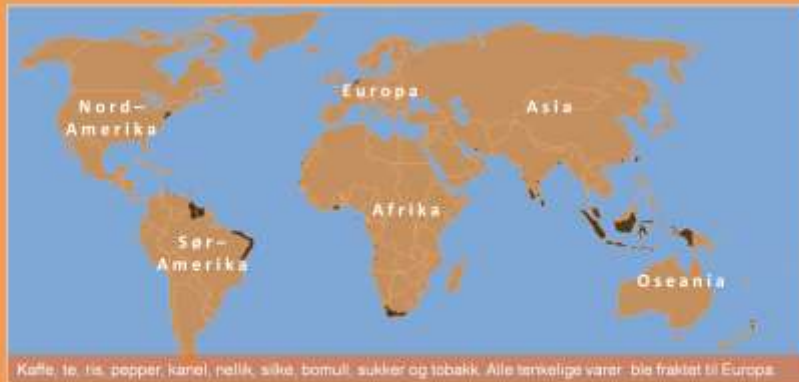 Europa
Nord–
Amerika
Asia
Afrika
Sør–
Amerika
Oseania
Kaffe, te, ris, pepper, kanel, nellik, silke, bomull, sukker og tobakk. Alle tenkelige varer ble fraktet til Europa.